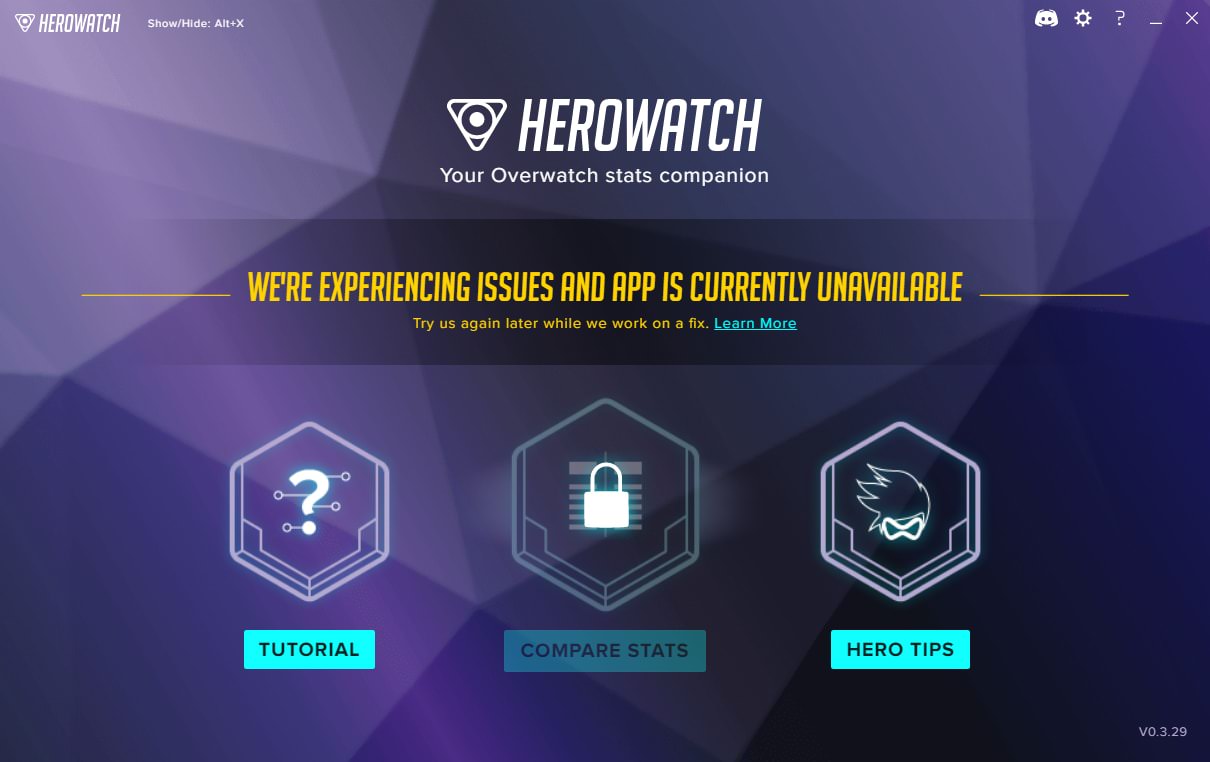 HEROWATCH
Show/Hide: Alt+X
?
HEROWATCH
Your Overwatch stats companion
WE'RE EXPERIENCING ISSUES AND APP IS CURRENTLY UNAVAILABLE
Try us again later while we work on a fix. Learn More
?
TUTORIAL
COMPARE STATS
HERO TIPS
V0.3.29